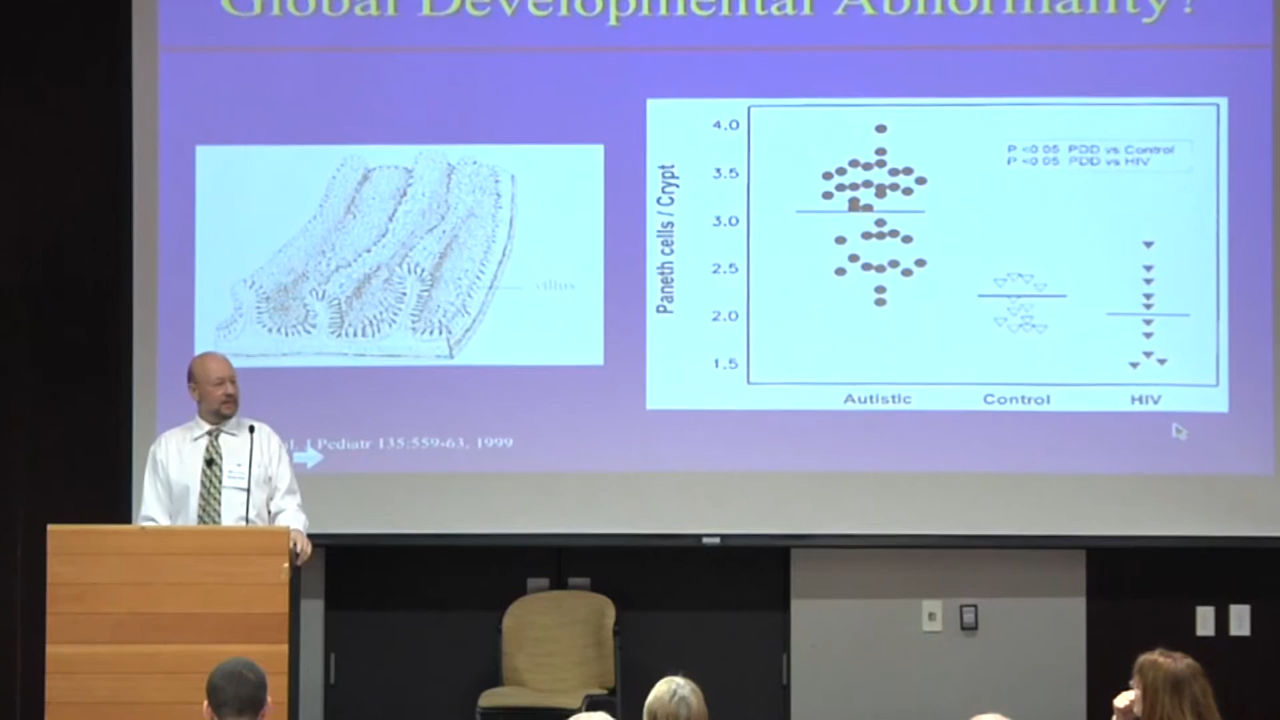 Global Developmental Abnormality?
Paneth cells / Crypt
4.0
3.5
3.0
2.5
2.0
1.5
P <0.05 PDD vs Control
P <0.05 PDD vs HIV
Autistic
Control
HIV
villus
al. J Pediatr 135:559-63, 1999